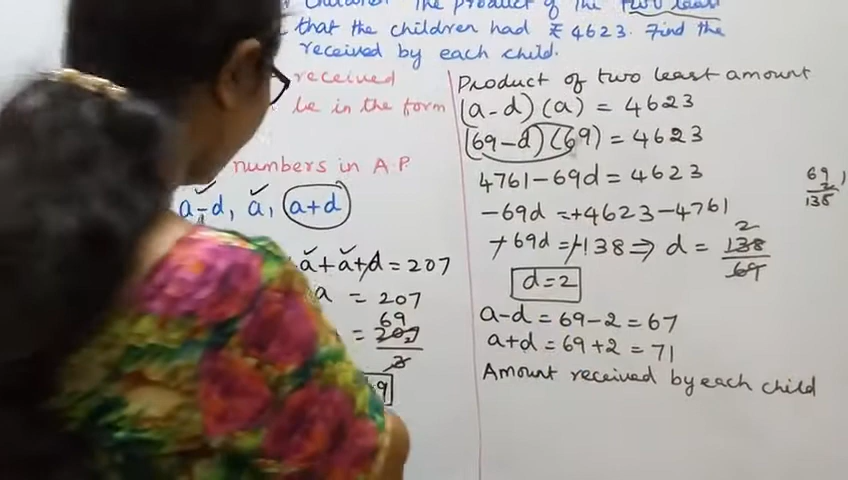 children The product of the two least
that the children had ₹ 4623. Find the
received by each child.
received
be in the form
numbers in A.P
a-d, a, a+d
a+a+d = 207
a = 207
69
= 207
3
9
Product of two least amount
(a-d)(a) = 4623
(69-d)(69) = 4623
4761-69d = 4623
-69d = +4623-4761
+69d = +138 ⇒ d = 138/69
2
d=2
a-d = 69-2 = 67
a+d = 69+2 = 71
Amount received by each child
69
2
138